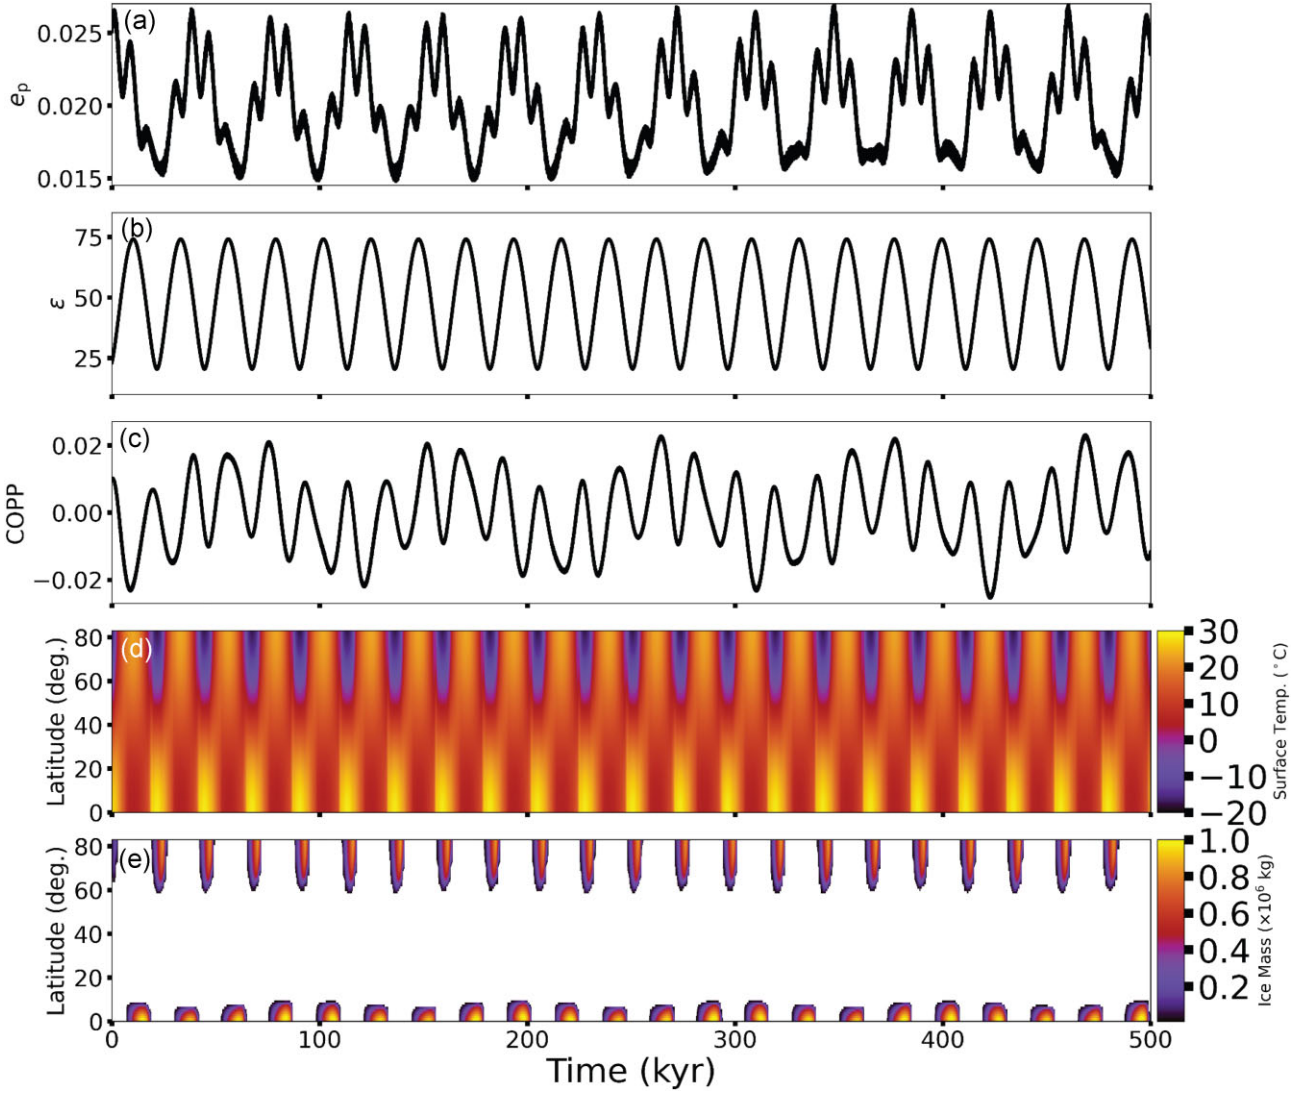 (a)
0.025
0.020
0.015
e_p
(b)
75
50
25
ε
(c)
0.02
0.00
−0.02
COPP
(d)
80
60
40
20
0
Latitude (deg.)
30
20
10
0
−10
−20
Surface Temp. (°C)
(e)
80
60
40
20
0
Latitude (deg.)
1.0
0.8
0.6
0.4
0.2
Ice Mass (×10⁶ kg)
0 100 200 300 400 500
Time (kyr)